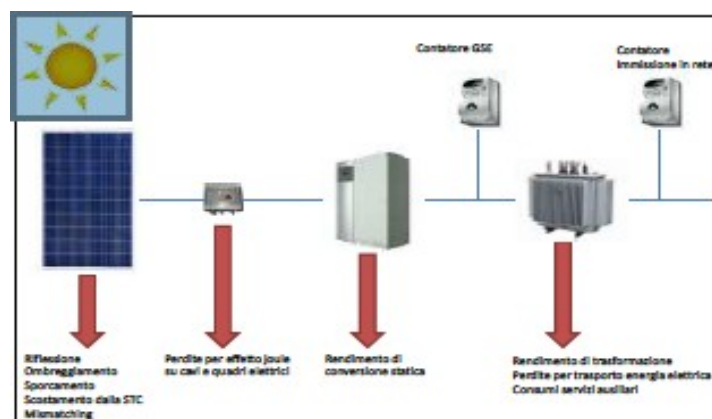 Contatore GSE
Contatore
Immissione in rete
Riflessione
Ombreggiamento
Sporcamento
Scostamento dalla STC
Mismatching
Perdite per effetto joule
su cavi e quadri elettrici
Rendimento di
conversione statica
Rendimento di trasformazione
Perdite per trasporto energia elettrica
Consumi servizi ausiliari